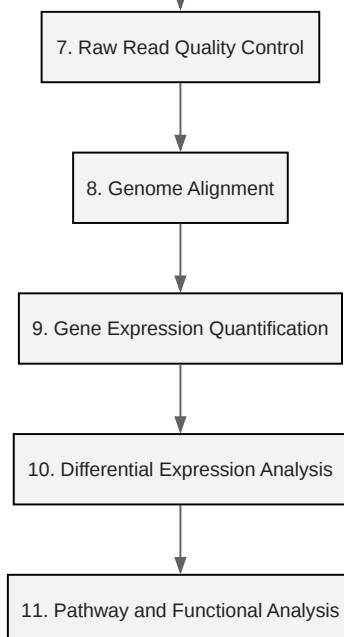 7. Raw Read Quality Control
8. Genome Alignment
9. Gene Expression Quantification
10. Differential Expression Analysis
11. Pathway and Functional Analysis